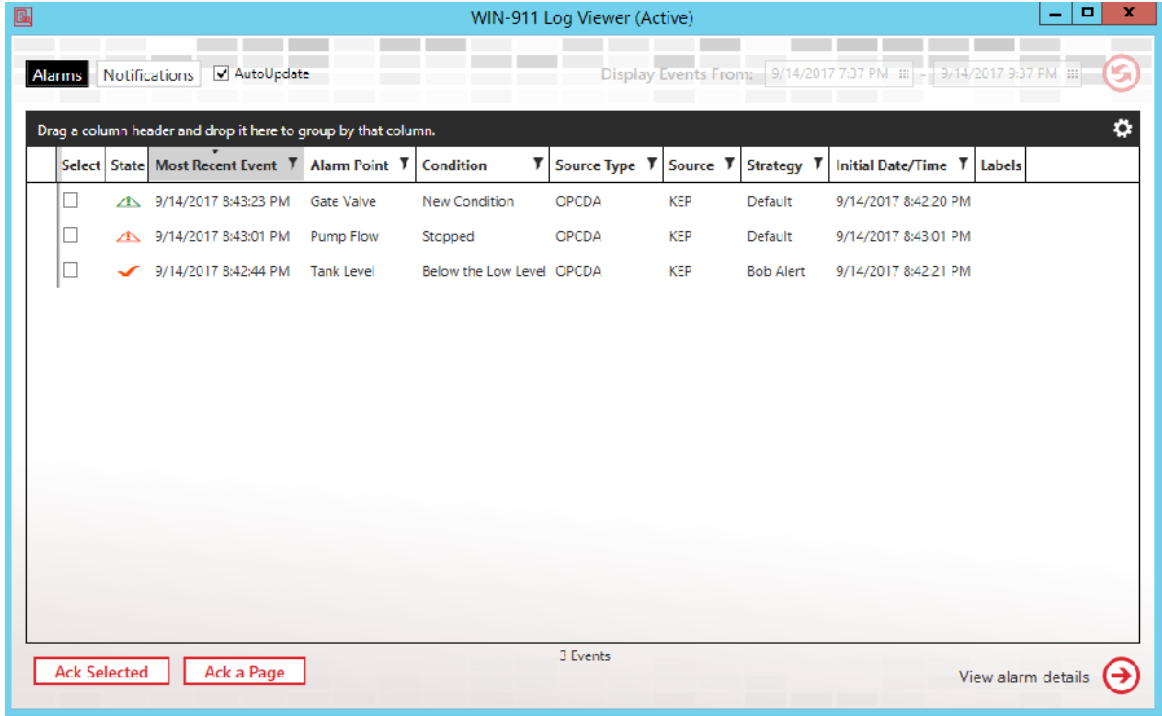 WIN-911 Log Viewer (Active)
Alarms Notifications AutoUpdate Display Events From: 9/14/2017 7:37 PM - 9/14/2017 9:37 PM
Drag a column header and drop it here to group by that column.
Select State Most Recent Event Alarm Point Condition Source Type Source Strategy Initial Date/Time Labels
9/14/2017 8:43:23 PM Gate Valve New Condition OPCDA KEP Default 9/14/2017 8:42:20 PM
9/14/2017 8:43:01 PM Pump Flow Stopped OPCDA KEP Default 9/14/2017 8:43:01 PM
9/14/2017 8:42:44 PM Tank Level Below the Low Level OPCDA KEP Bob Alert 9/14/2017 8:42:21 PM
3 Events
Ack Selected Ack a Page View alarm details